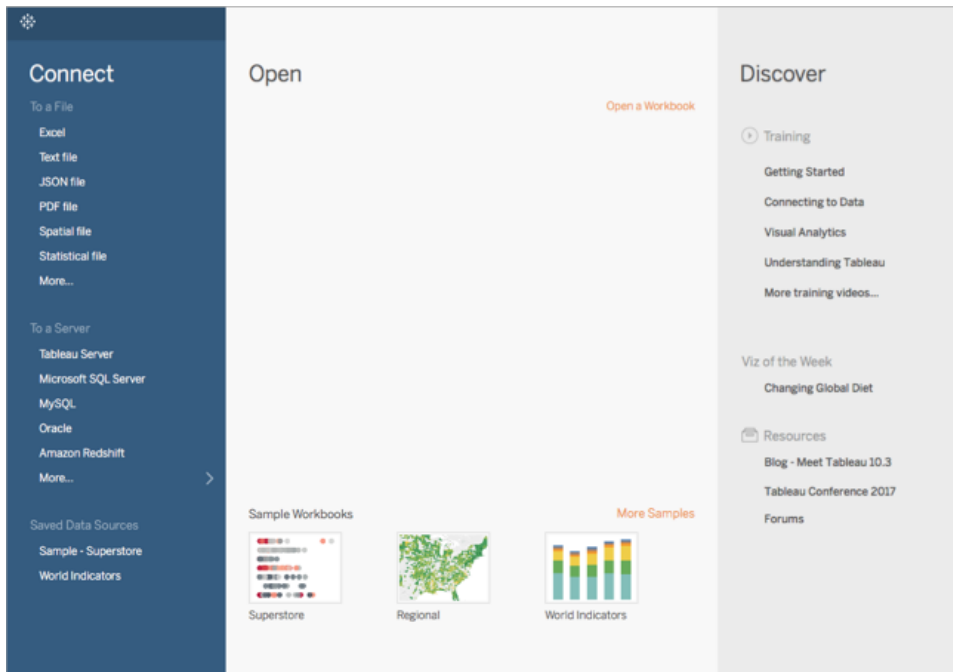 Connect
To a File
Excel
Text file
JSON file
PDF file
Spatial file
Statistical file
More...
To a Server
Tableau Server
Microsoft SQL Server
MySQL
Oracle
Amazon Redshift
More...
Saved Data Sources
Sample - Superstore
World Indicators
Open
Open a Workbook
Sample Workbooks
More Samples
Superstore
Regional
World Indicators
Discover
Training
Getting Started
Connecting to Data
Visual Analytics
Understanding Tableau
More training videos...
Viz of the Week
Changing Global Diet
Resources
Blog - Meet Tableau 10.3
Tableau Conference 2017
Forums